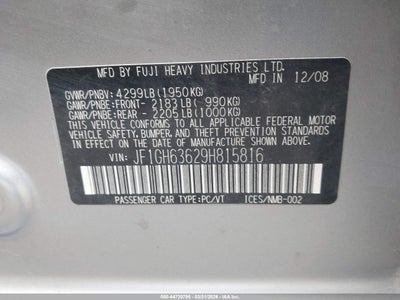 MFD BY FUJI HEAVY INDUSTRIES LTD.
GVWR/PNBV: 4299LB (1950KG) 12/08
GAWR/PNBE: FRONT- 2183LB ( 990KG)
GAWR/PNBE: REAR - 2205LB (1000KG)
THIS VEHICLE CONFORMS TO ALL
APPLICABLE FEDERAL MOTOR VEHICLE
SAFETY, BUMPER, AND THEFT PREVENTION
STANDARDS IN EFFECT ON THE DATE OF
MANUFACTURE SHOWN ABOVE.
VIN: JF1GH63629H815816
PASSENGER CAR TYPE: PC/VT ICES/NMB-002